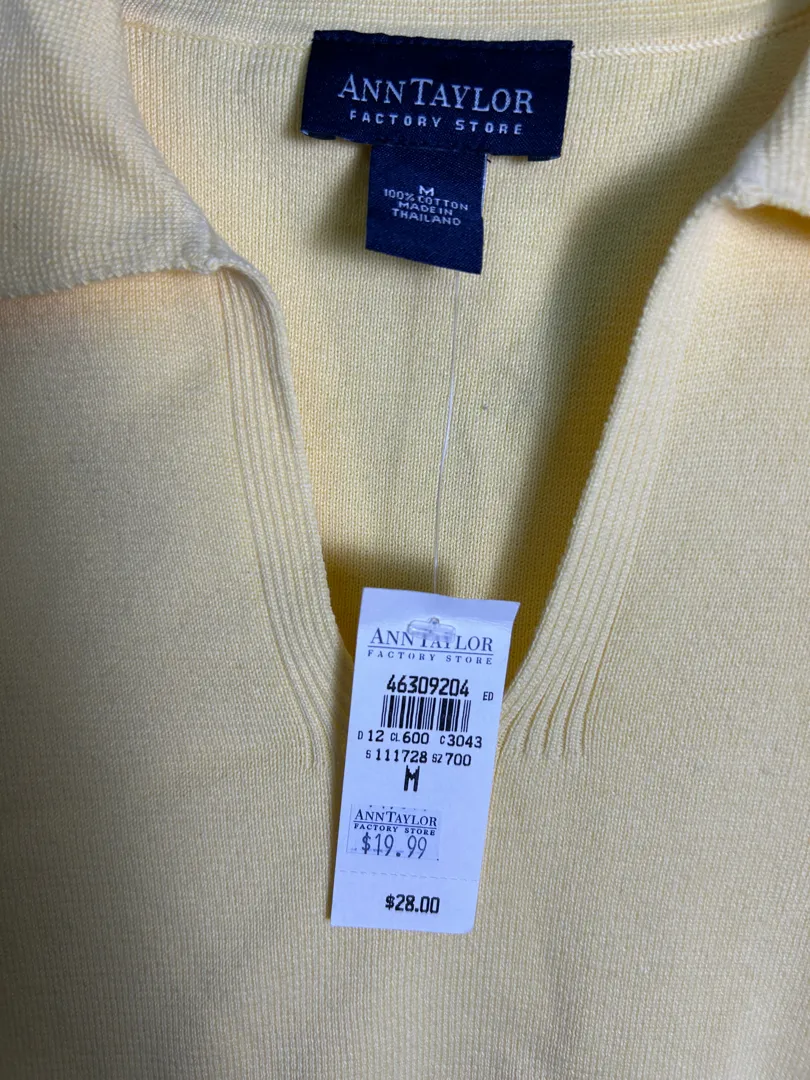 ANNTAYLOR
FACTORY STORE
M
100% COTTON
MADE IN
THAILAND
ANNTAYLOR
FACTORY STORE
46309204 ED
D 12 CL 600 C 3043
S 111728 SZ 700
M
ANNTAYLOR
FACTORY STORE
$19.99
$28.00